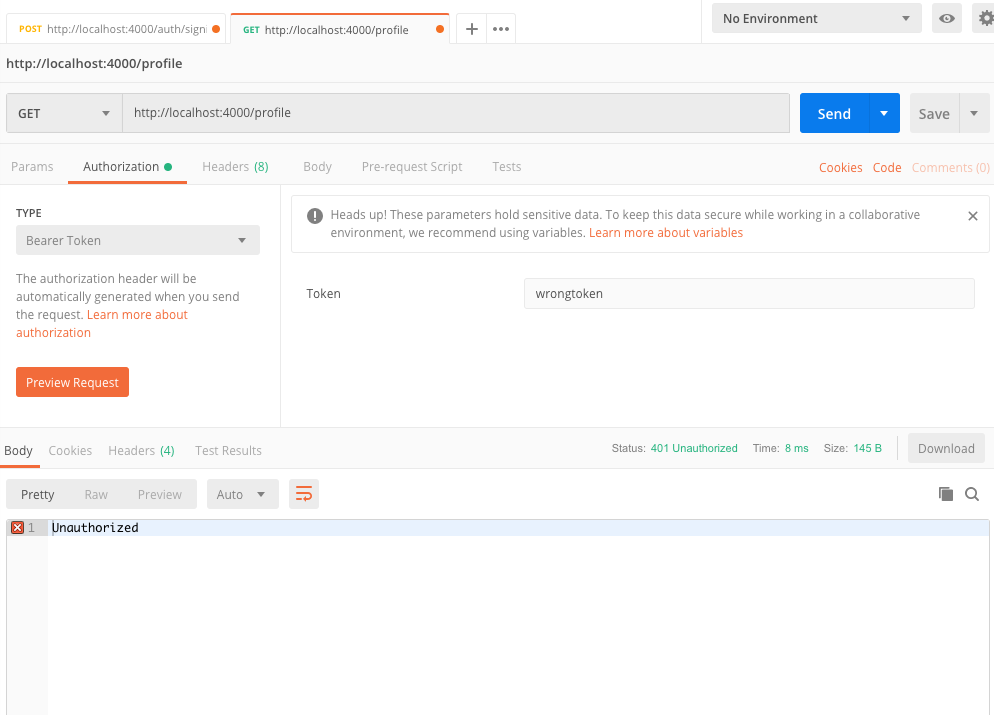 POST http://localhost:4000/auth/signi
GET http://localhost:4000/profile
No Environment
http://localhost:4000/profile
GET http://localhost:4000/profile
Send
Save
Params Authorization Headers (8) Body Pre-request Script Tests
Cookies Code Comments (0)
TYPE
Bearer Token
The authorization header will be
automatically generated when you send
the request. Learn more about
authorization
Preview Request
Heads up! These parameters hold sensitive data. To keep this data secure while working in a collaborative
environment, we recommend using variables. Learn more about variables
Token wrongtoken
Body Cookies Headers (4) Test Results
Status: 401 Unauthorized Time: 8 ms Size: 145 B
Download
Pretty Raw Preview Auto
1 Unauthorized